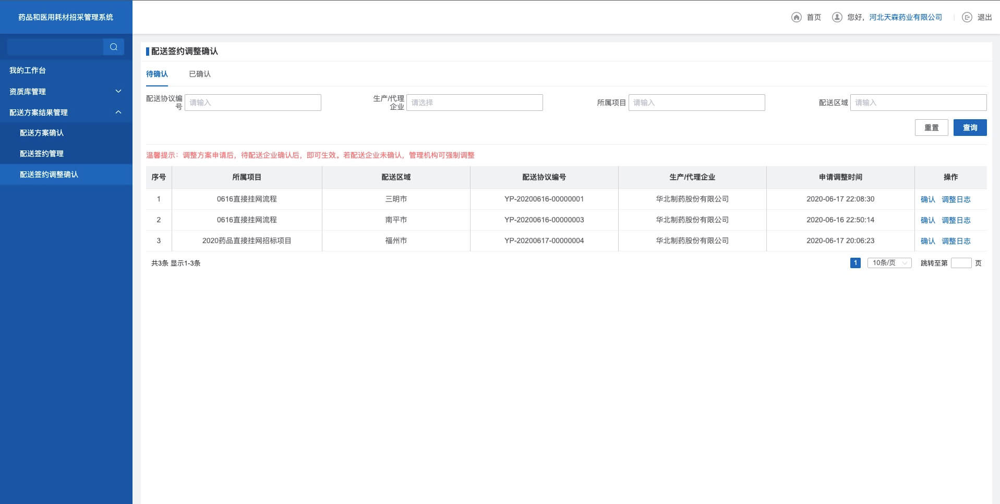 药品和医用耗材招采管理系统
首页 您好，河北天森药业有限公司 退出
我的工作台
资质库管理
配送方案结果管理
配送方案确认
配送签约管理
配送签约调整确认
配送签约调整确认
待确认 已确认
配送协议编号 请输入 生产/代理企业 请选择 所属项目 请输入 配送区域 请输入
重置 查询
温馨提示：调整方案申请后，待配送企业确认后，即可生效。若配送企业未确认，管理机构可强制调整
序号 所属项目 配送区域 配送协议编号 生产/代理企业 申请调整时间 操作
1 0616直接挂网流程 三明市 YP-20200616-00000001 华北制药股份有限公司 2020-06-17 22:08:30 确认 调整日志
2 0616直接挂网流程 南平市 YP-20200616-00000003 华北制药股份有限公司 2020-06-16 22:50:14 确认 调整日志
3 2020药品直接挂网招标项目 福州市 YP-20200617-00000004 华北制药股份有限公司 2020-06-17 20:06:23 确认 调整日志
共3条 显示1-3条 1 10条/页 跳转至第 页